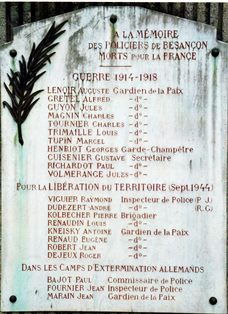 A LA MÉMOIRE
DES POLICIERS DE BESANÇON
MORTS POUR LA FRANCE
GUERRE 1914-1918
LENOIR AUGUSTE Gardien de la Paix
GRETEL ALFRED -d°-
GUYON JULES -d°-
MAGNIN CHARLES -d°-
TOURNIER CHARLES -d°-
TRIMAILLE LOUIS -d°-
TUPIN MARCEL -d°-
HENRIOT GEORGES Garde-Champêtre
CUISENIER GUSTAVE Secrétaire
RICHARDOT PAUL -d°-
VOLMERANGE JULES -d°-
POUR LA LIBÉRATION DU TERRITOIRE (Sept. 1944)
VIGUIER RAYMOND Inspecteur de Police (P.J.)
DUDEZERT ANDRÉ -d°- (R.G.)
KOLBECHER PIERRE Brigadier
RENAUDIN LOUIS -d°-
KNEISKY ANTOINE Gardien de la Paix
RENAUD EUGÈNE -d°-
ROBERT JEAN -d°-
DEJEUX ROGER -d°-
DANS LES CAMPS D'EXTERMINATION ALLEMANDS
BAJOT PAUL Commissaire de Police
FOURNIER JEAN Inspecteur de Police
MARAIN JEAN Gardien de la Paix